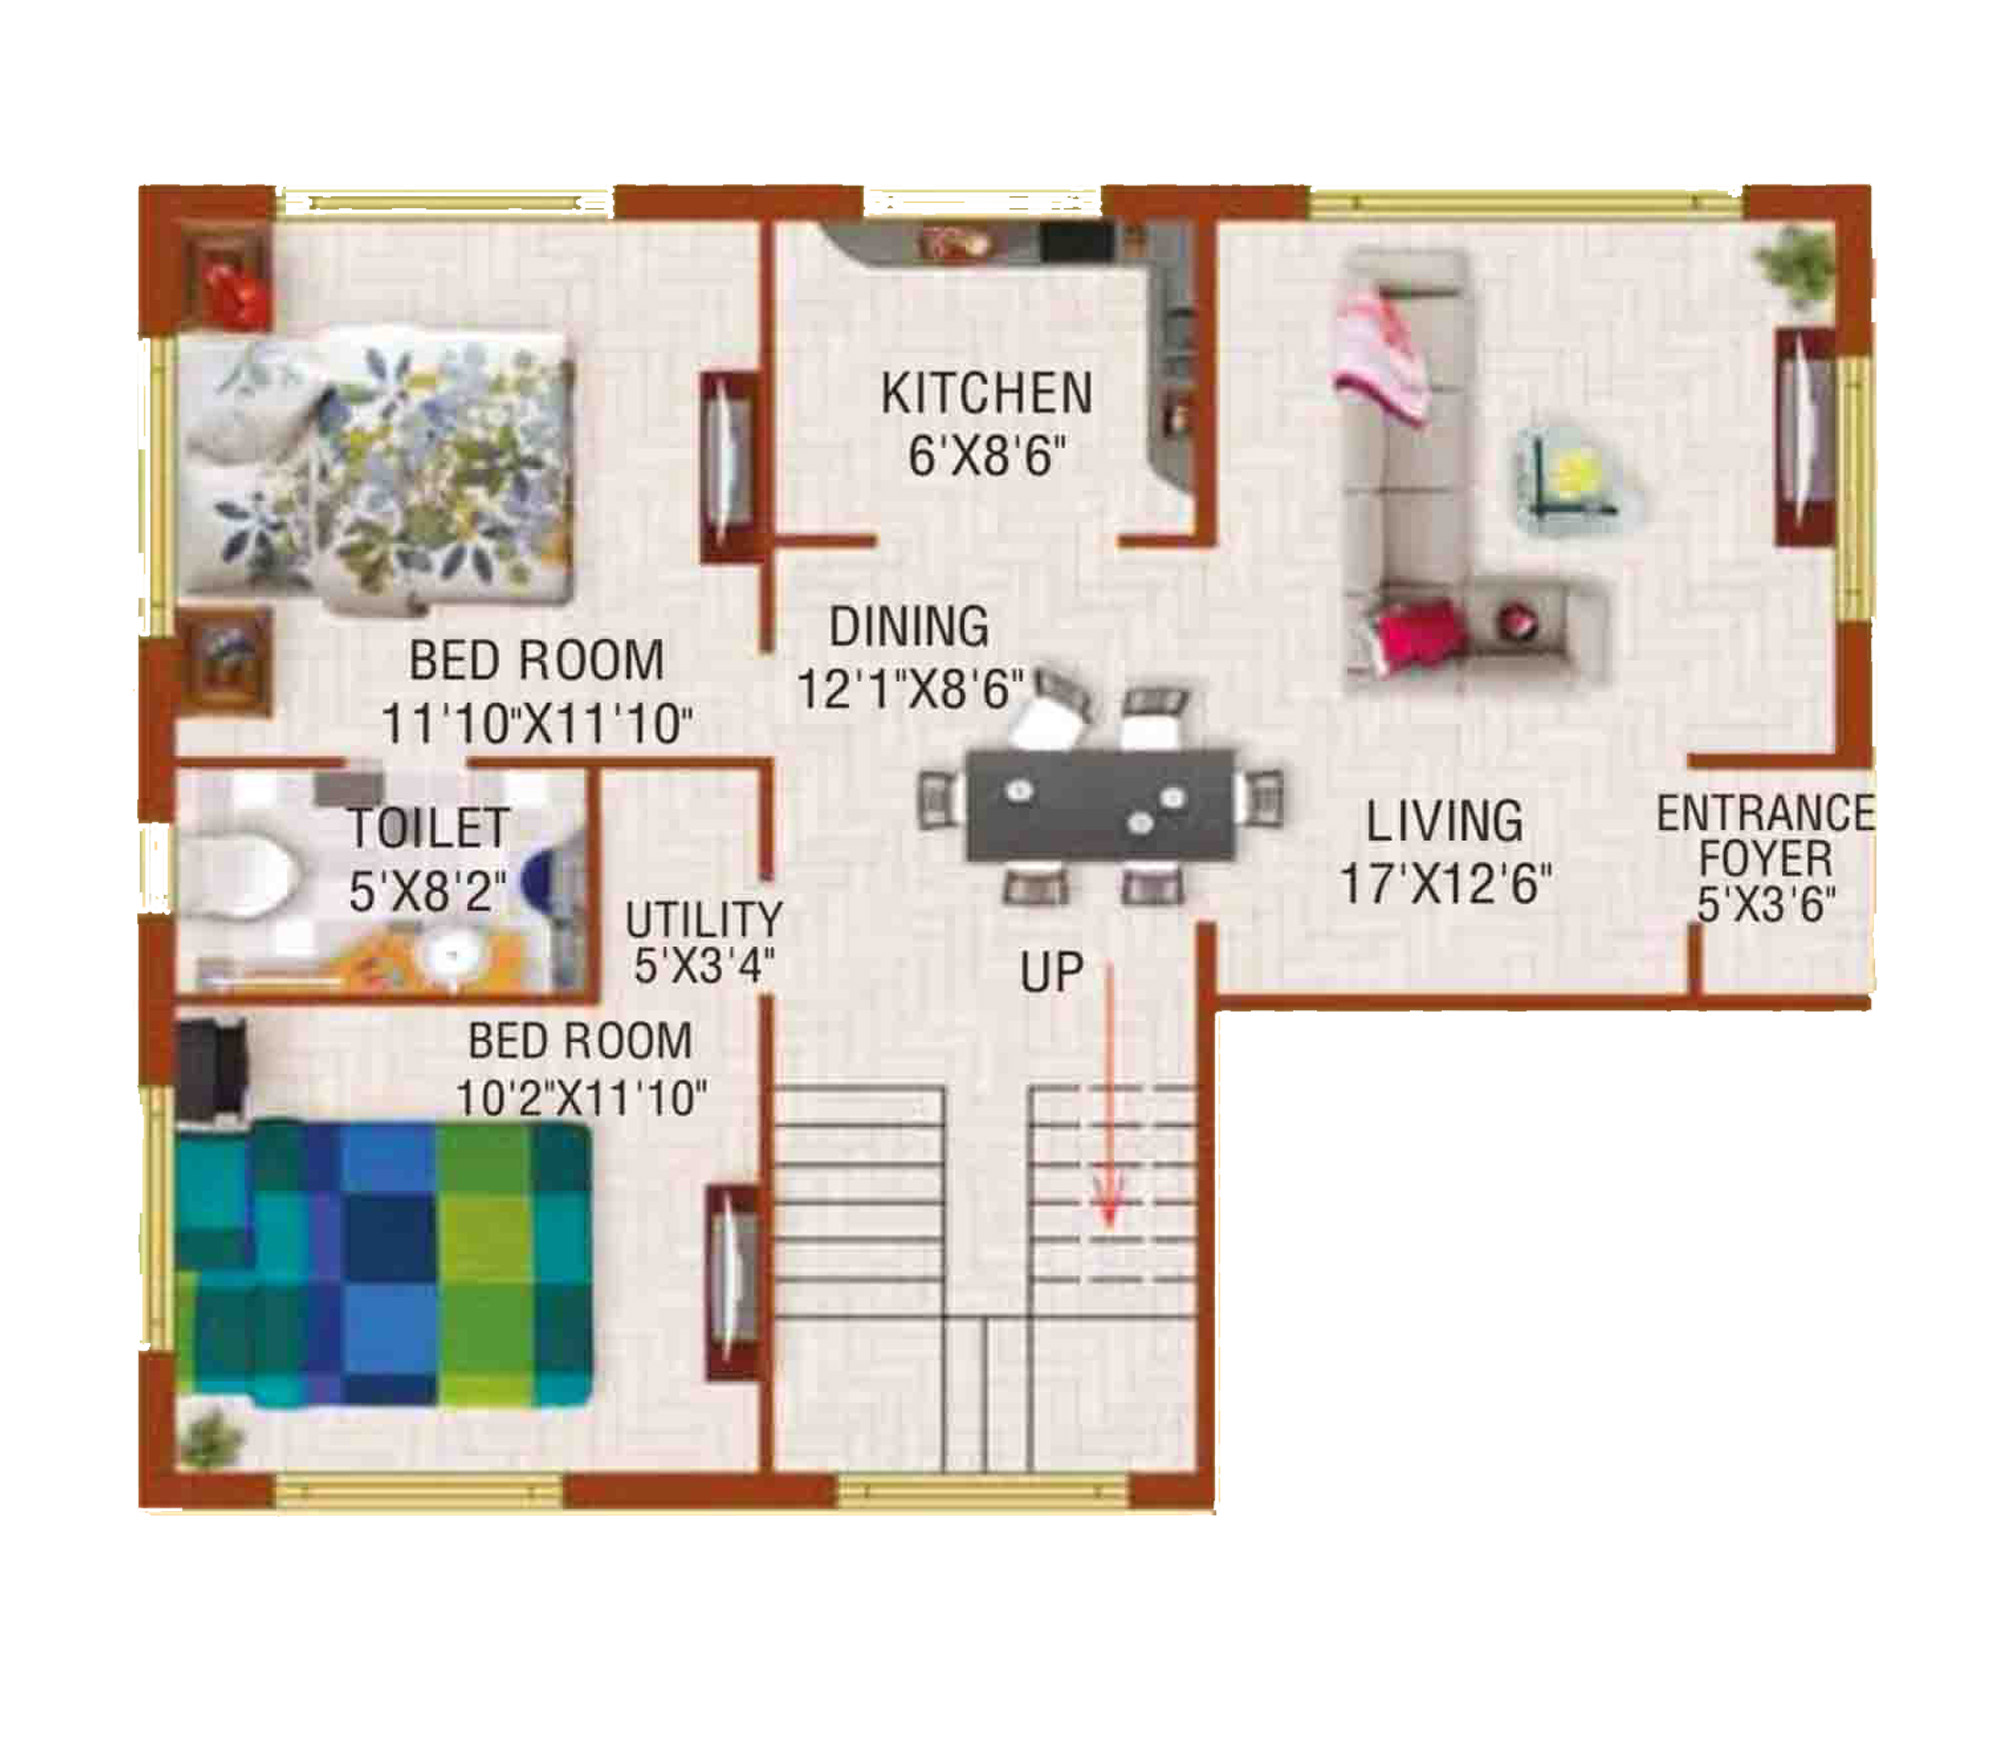 KITCHEN
6'X8'6"
DINING
12'1"X8'6"
BED ROOM
11'10"X11'10"
TOILET
5'X8'2"
UTILITY
5'X3'4"
LIVING
17'X12'6"
ENTRANCE
FOYER
5'X3'6"
UP
BED ROOM
10'2"X11'10"